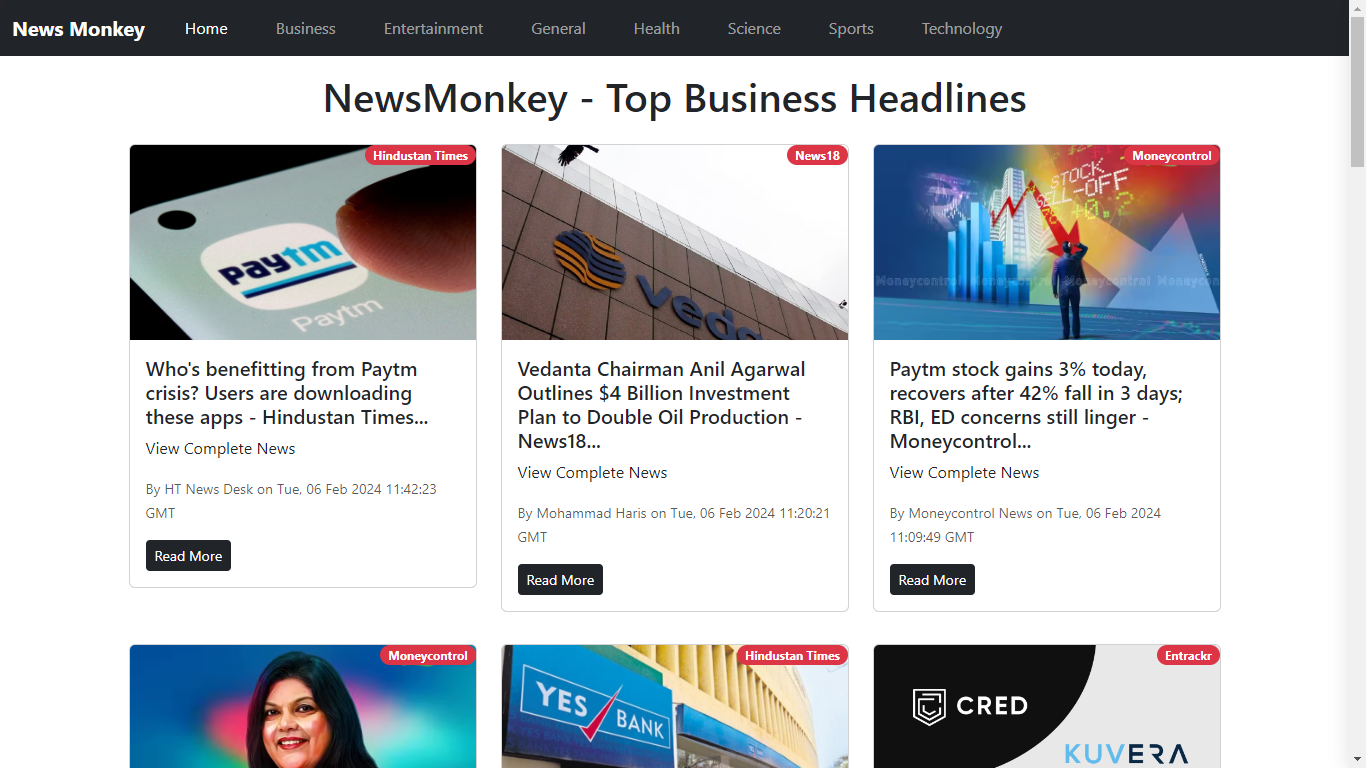 News Monkey Home Business Entertainment General Health Science Sports Technology
NewsMonkey - Top Business Headlines
Hindustan Times
paytm
Paytm
Who's benefitting from Paytm
crisis? Users are downloading
these apps - Hindustan Times...
View Complete News
By HT News Desk on Tue, 06 Feb 2024 11:42:23
GMT
Read More
News18
veda
Vedanta Chairman Anil Agarwal
Outlines $4 Billion Investment
Plan to Double Oil Production -
News18...
View Complete News
By Mohammad Haris on Tue, 06 Feb 2024 11:20:21
GMT
Read More
Moneycontrol
STOCK
SELL-OFF
Moneycontrol Moneycontrol
Paytm stock gains 3% today,
recovers after 42% fall in 3 days;
RBI, ED concerns still linger -
Moneycontrol...
View Complete News
By Moneycontrol News on Tue, 06 Feb 2024
11:09:49 GMT
Read More
Moneycontrol
Hindustan Times
YES BANK
Entrackr
CRED
KUVERA